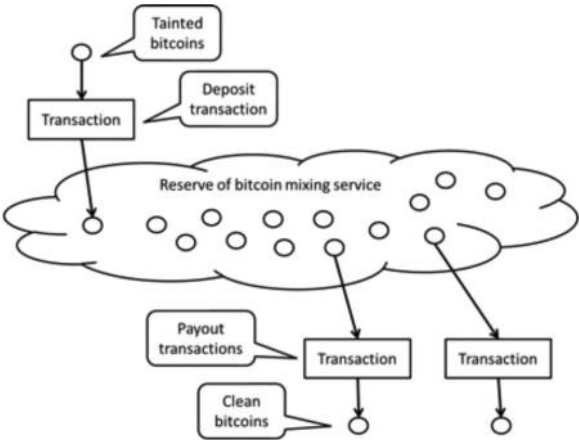 Tainted
bitcoins
Deposit
transaction
Transaction
Reserve of bitcoin mixing service
Payout
transactions
Transaction
Transaction
Clean
bitcoins